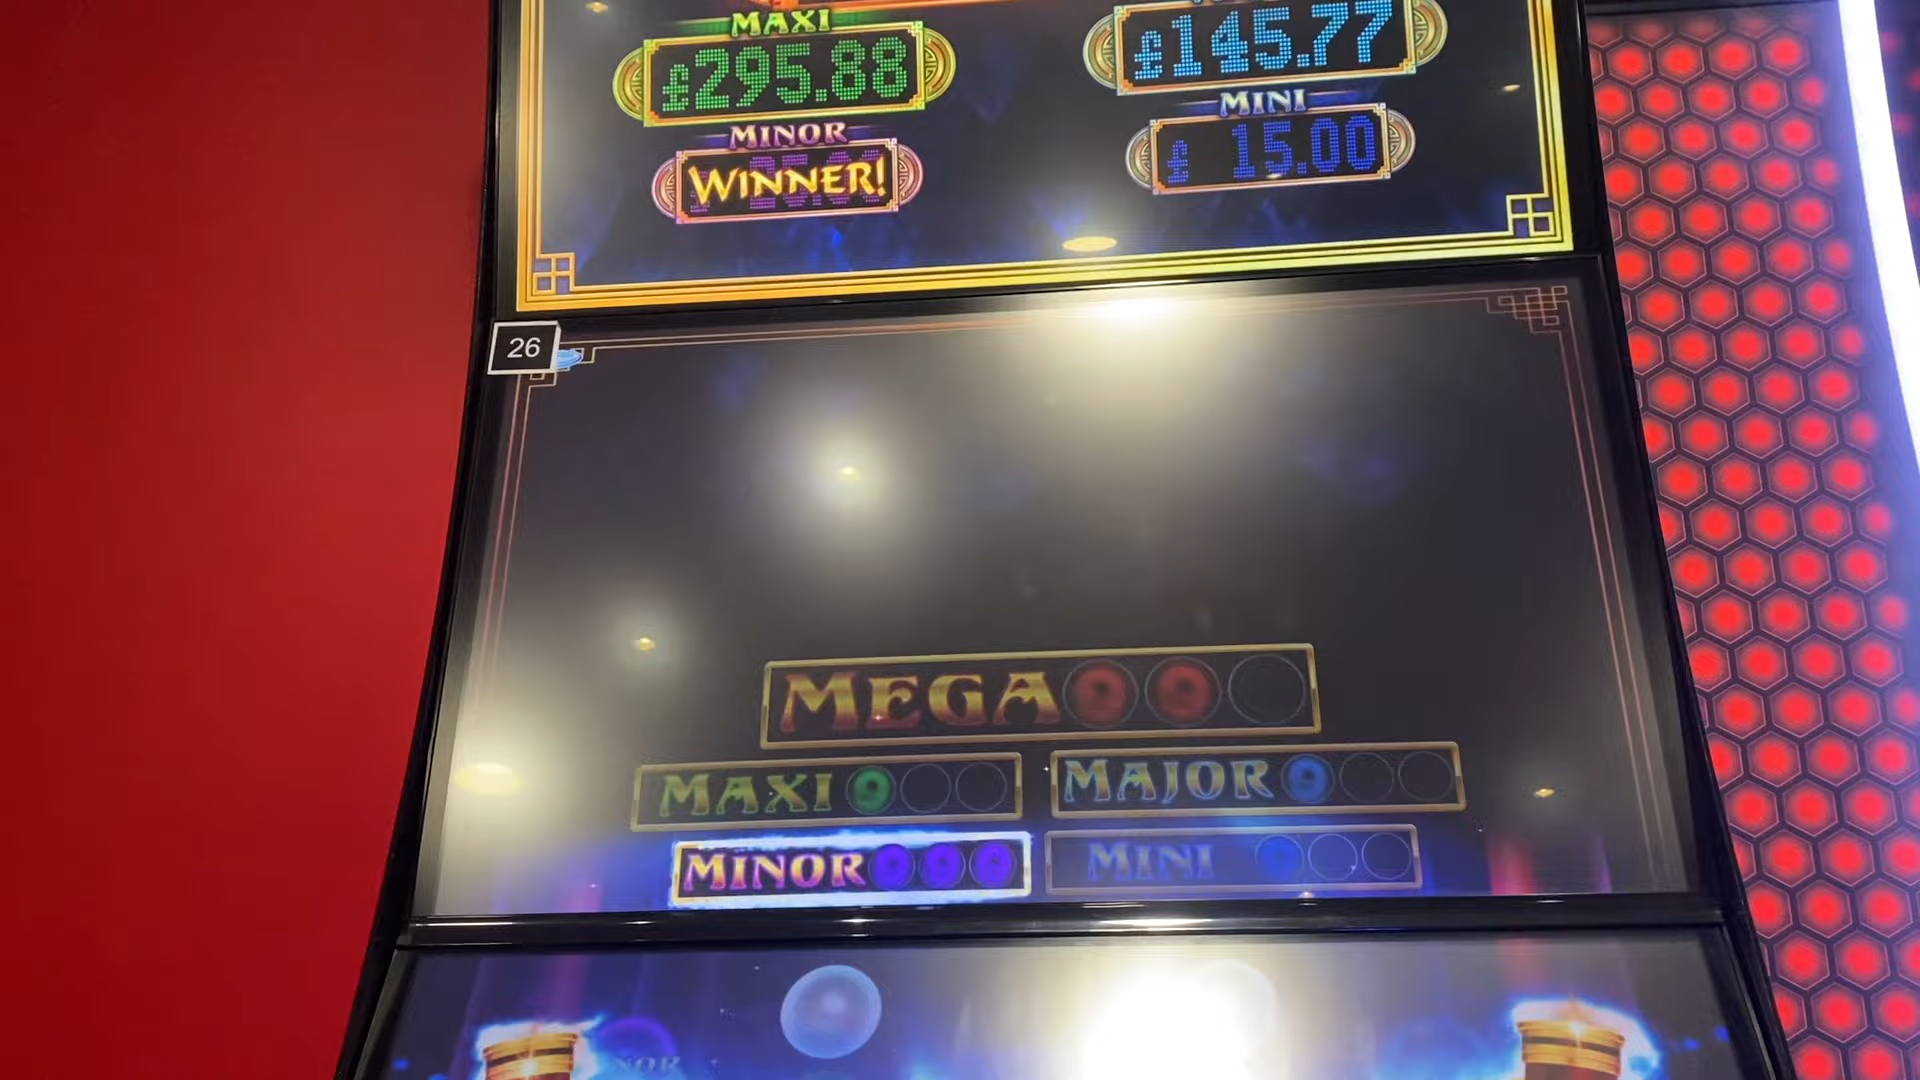 MAXI
£295.88
£145.77
MINOR
WINNER!
MINI
£ 15.00
26
MEGA
MAXI
MAJOR
MINOR
MINI